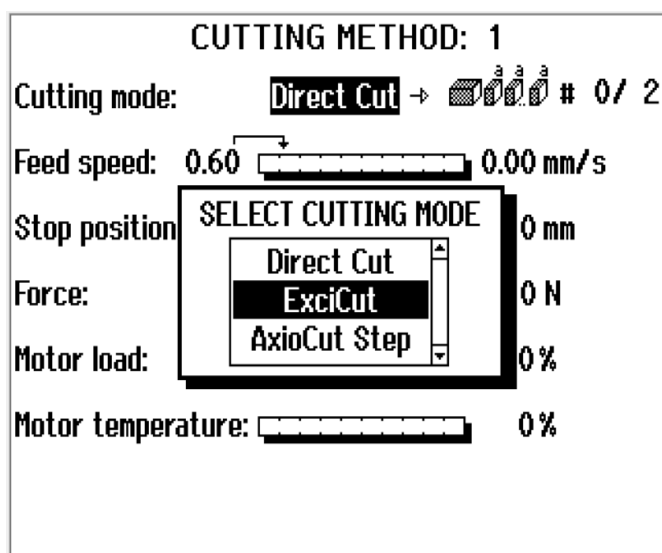 CUTTING METHOD: 1
Cutting mode: Direct Cut → a a a # 0/ 2
Feed speed: 0.60 0.00 mm/s
SELECT CUTTING MODE
Stop position 0 mm
Direct Cut
Force: ExciCut 0 N
AxioCut Step
Motor load: 0 %
Motor temperature: 0 %